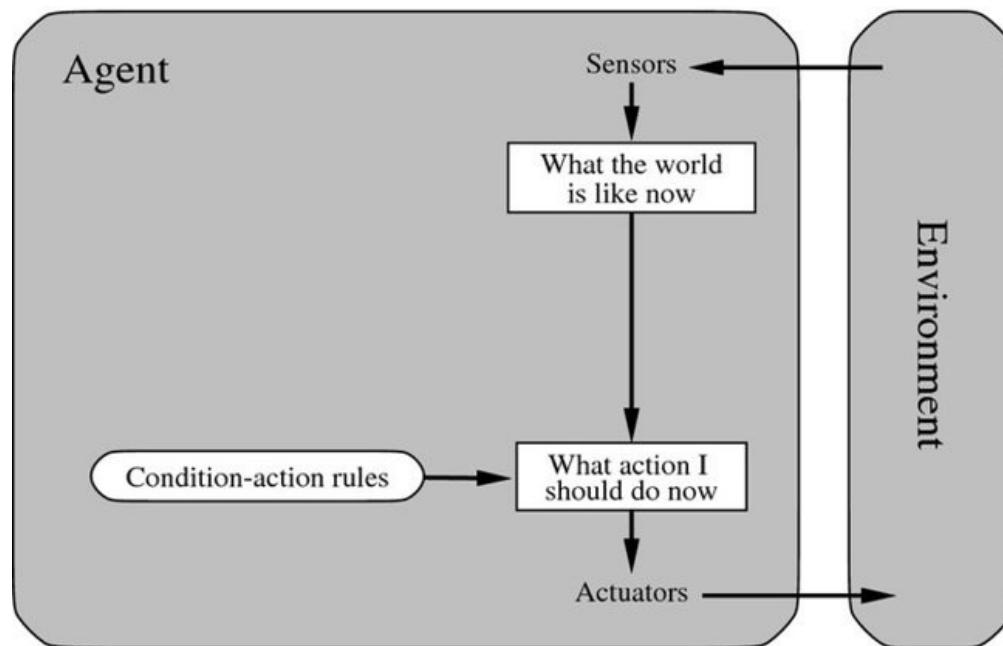 Agent
Sensors
What the world
is like now
Environment
Condition-action rules
What action I
should do now
Actuators